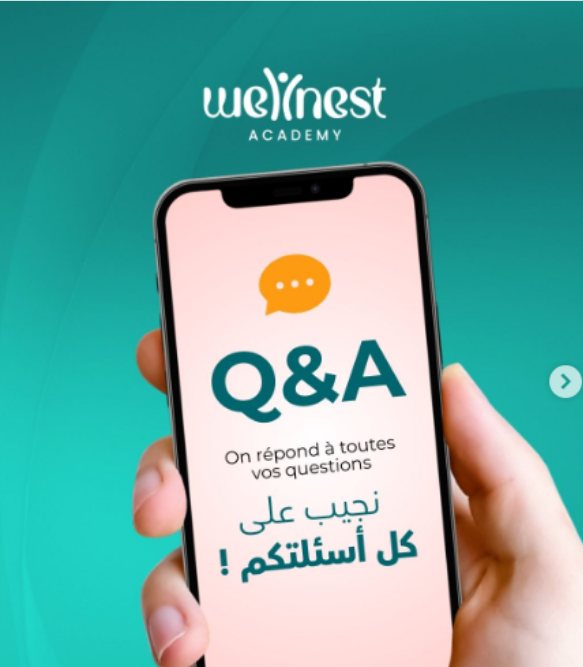 wellnest
ACADEMY
Q&A
On répond à toutes
vos questions
نجيب على
كل أسئلتكم !